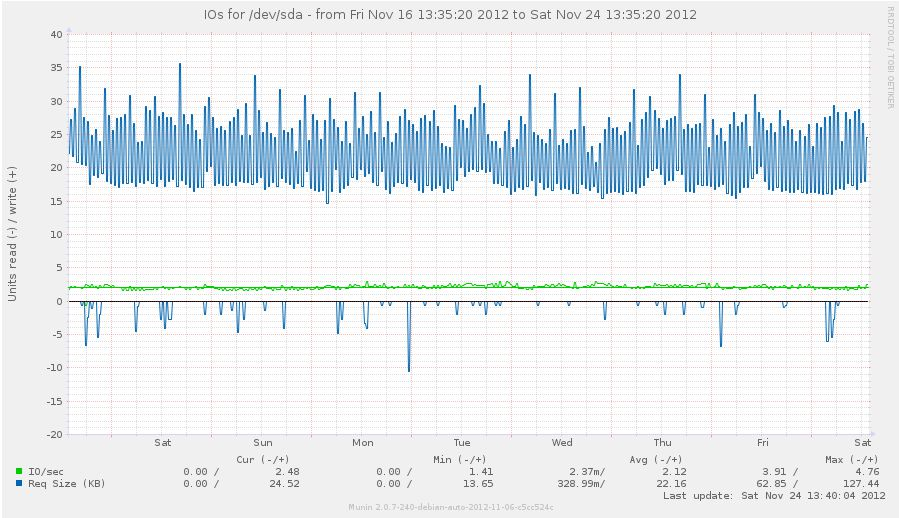 IOs for /dev/sda - from Fri Nov 16 13:35:20 2012 to Sat Nov 24 13:35:20 2012
RRDTOOL / TOBI OETIKER
Units read (-) / write (+)
40
35
30
25
20
15
10
5
0
-5
-10
-15
-20
Sat Sun Mon Tue Wed Thu Fri Sat
Cur (-/+) Min (-/+) Avg (-/+) Max (-/+)
IO/sec 0.00 / 2.48 0.00 / 1.41 2.37m/ 2.12 3.91 / 4.76
Req Size (KB) 0.00 / 24.52 0.00 / 13.65 328.99m/ 22.16 62.85 / 127.44
Last update: Sat Nov 24 13:40:04 2012
Munin 2.0.7-240-debian-auto-2012-11-06-c5cc524c